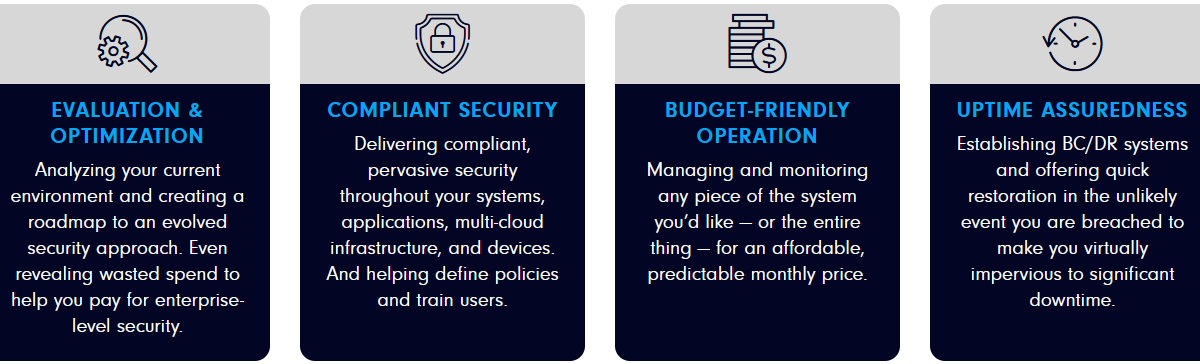 EVALUATION &
OPTIMIZATION
Analyzing your current
environment and creating a
roadmap to an evolved
security approach. Even
revealing wasted spend to
help you pay for enterprise-
level security.
COMPLIANT SECURITY
Delivering compliant,
pervasive security
throughout your systems,
applications, multi-cloud
infrastructure, and devices.
And helping define policies
and train users.
$
BUDGET-FRIENDLY
OPERATION
Managing and monitoring
any piece of the system
you’d like — or the entire
thing — for an affordable,
predictable monthly price.
UPTIME ASSUREDNESS
Establishing BC/DR systems
and offering quick
restoration in the unlikely
event you are breached to
make you virtually
impervious to significant
downtime.